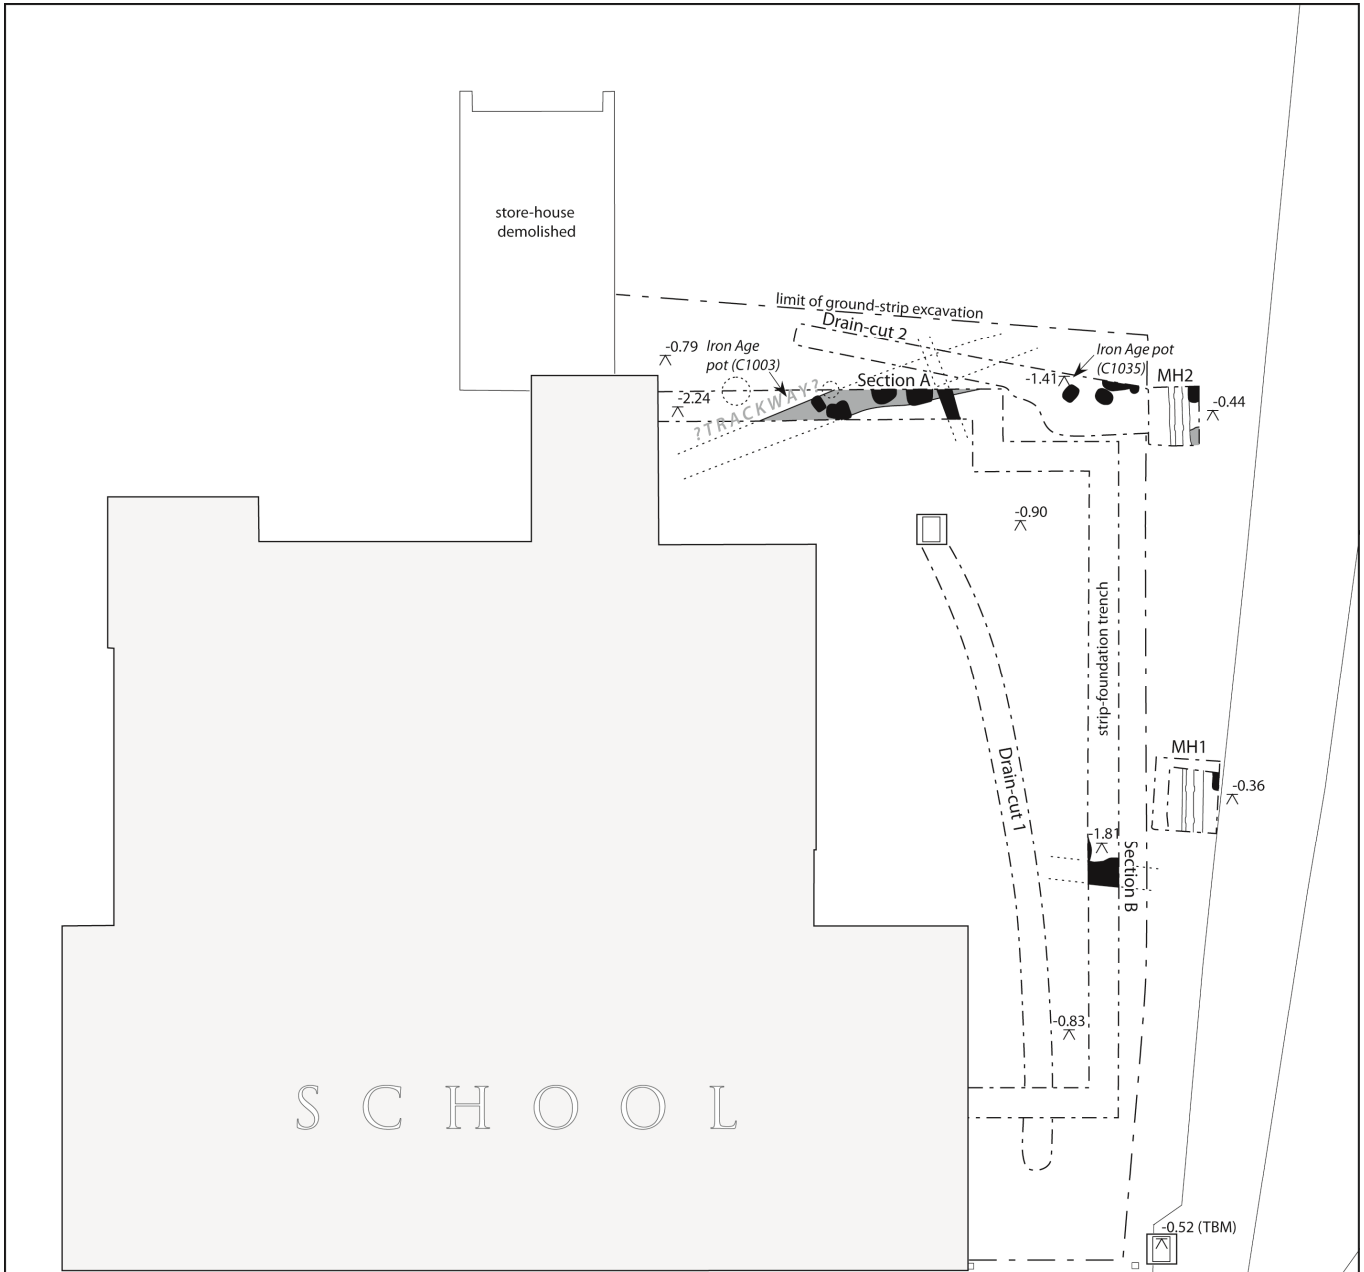 store-house
demolished
limit of ground-strip excavation
Drain-cut 2
-0.79
Iron Age
pot (C1003)
Iron Age pot
(C1035)
Section A
-1.41
MH2
-2.24
?TRACKWAY?
-0.44
-0.90
strip-foundation trench
MH1
Drain-cut 1
-0.36
-1.81
Section B
-0.83
SCHOOL
-0.52 (TBM)